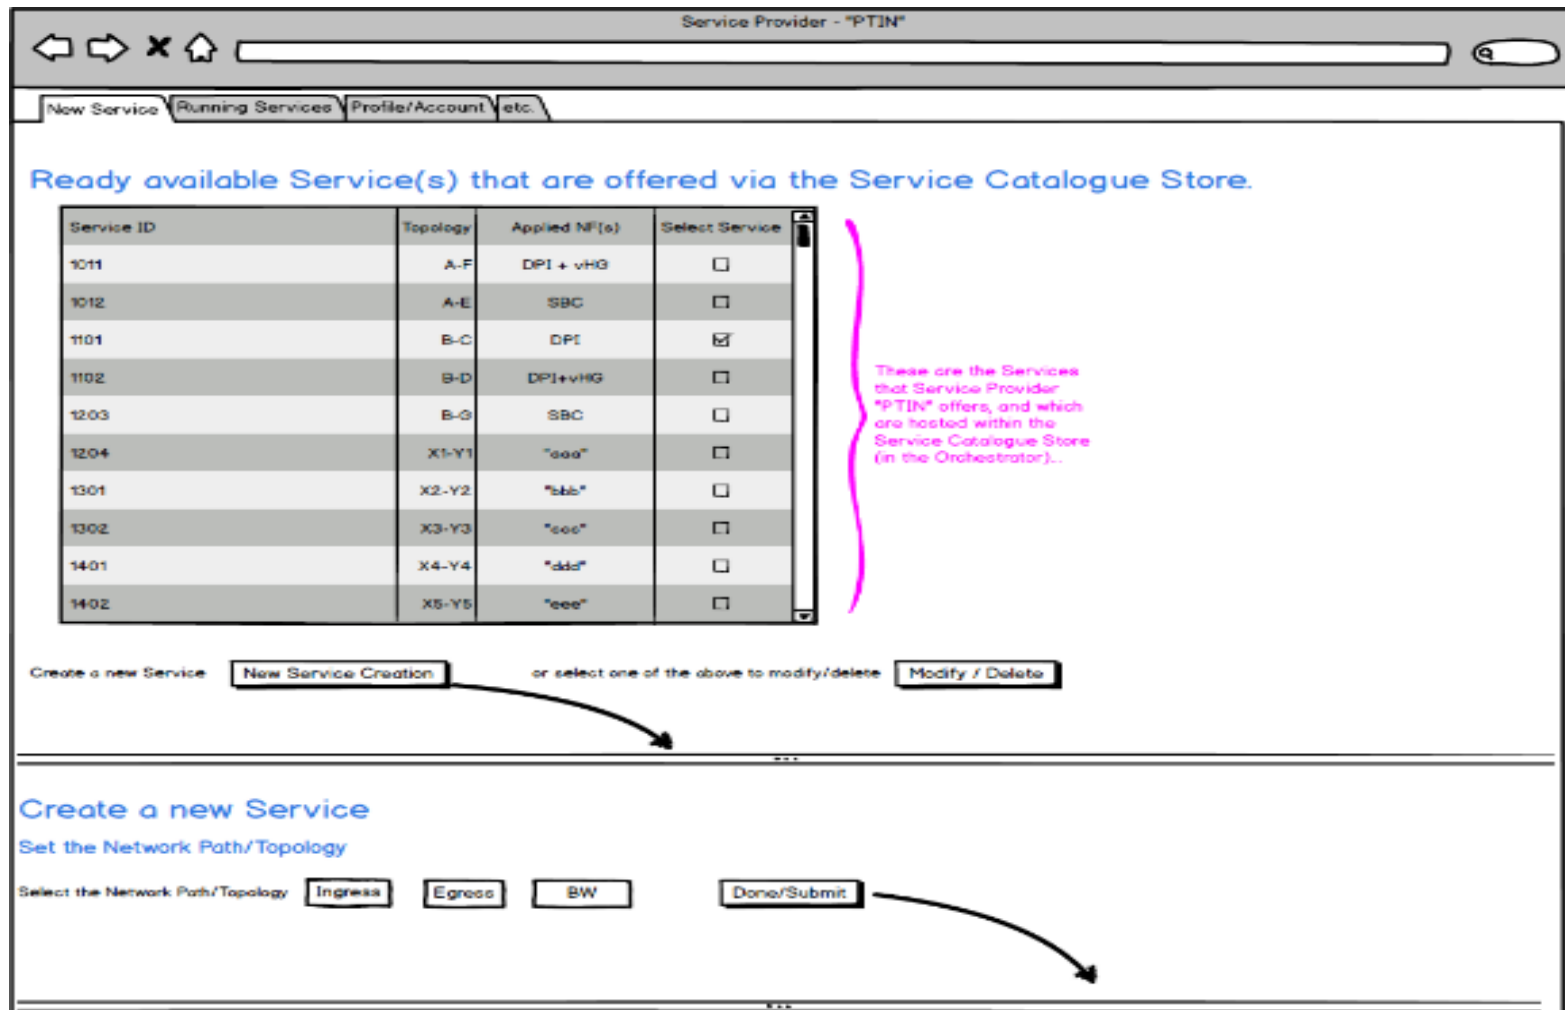 Service Provider - "PTIN"
New Service Running Services Profile/Account etc.
Ready available Service(s) that are offered via the Service Catalogue Store.
Service ID Topology Applied NF(s) Select Service
1011 A-F DPI + vHG
1012 A-E SBC
1101 B-C DPI
1102 B-D DPI+vHG
1203 B-G SBC
1204 X1-Y1 "aaa"
1301 X2-Y2 "bbb"
1302 X3-Y3 "ccc"
1401 X4-Y4 "ddd"
1402 X5-Y5 "eee"
These are the Services
that Service Provider
"PTIN" offers, and which
are hosted within the
Service Catalogue Store
(in the Orchestrator)...
Create a new Service New Service Creation or select one of the above to modify/delete Modify / Delete
Create a new Service
Set the Network Path/Topology
Select the Network Path/Topology Ingress Egress BW Done/Submit